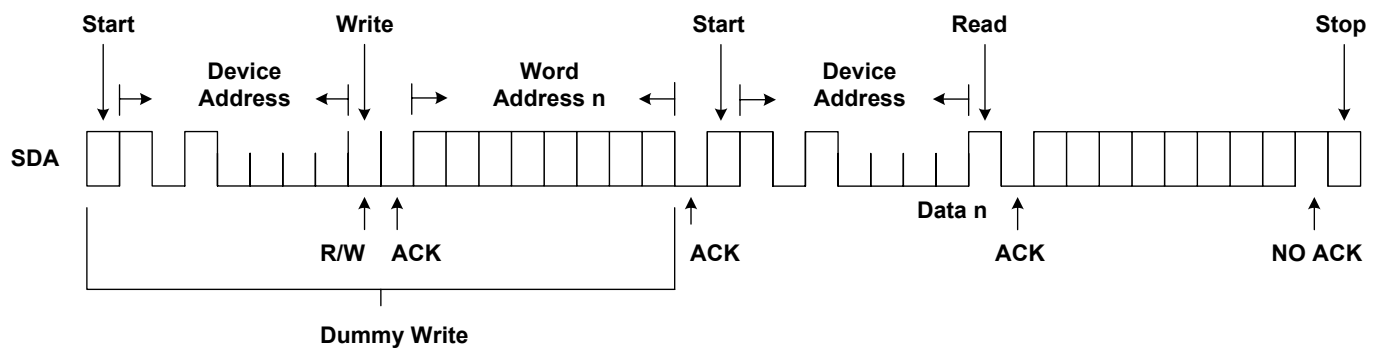 Start
Write
Start
Read
Stop
Device
Address
Word
Address n
Device
Address
SDA
Data n
R/W
ACK
ACK
ACK
NO ACK
Dummy Write